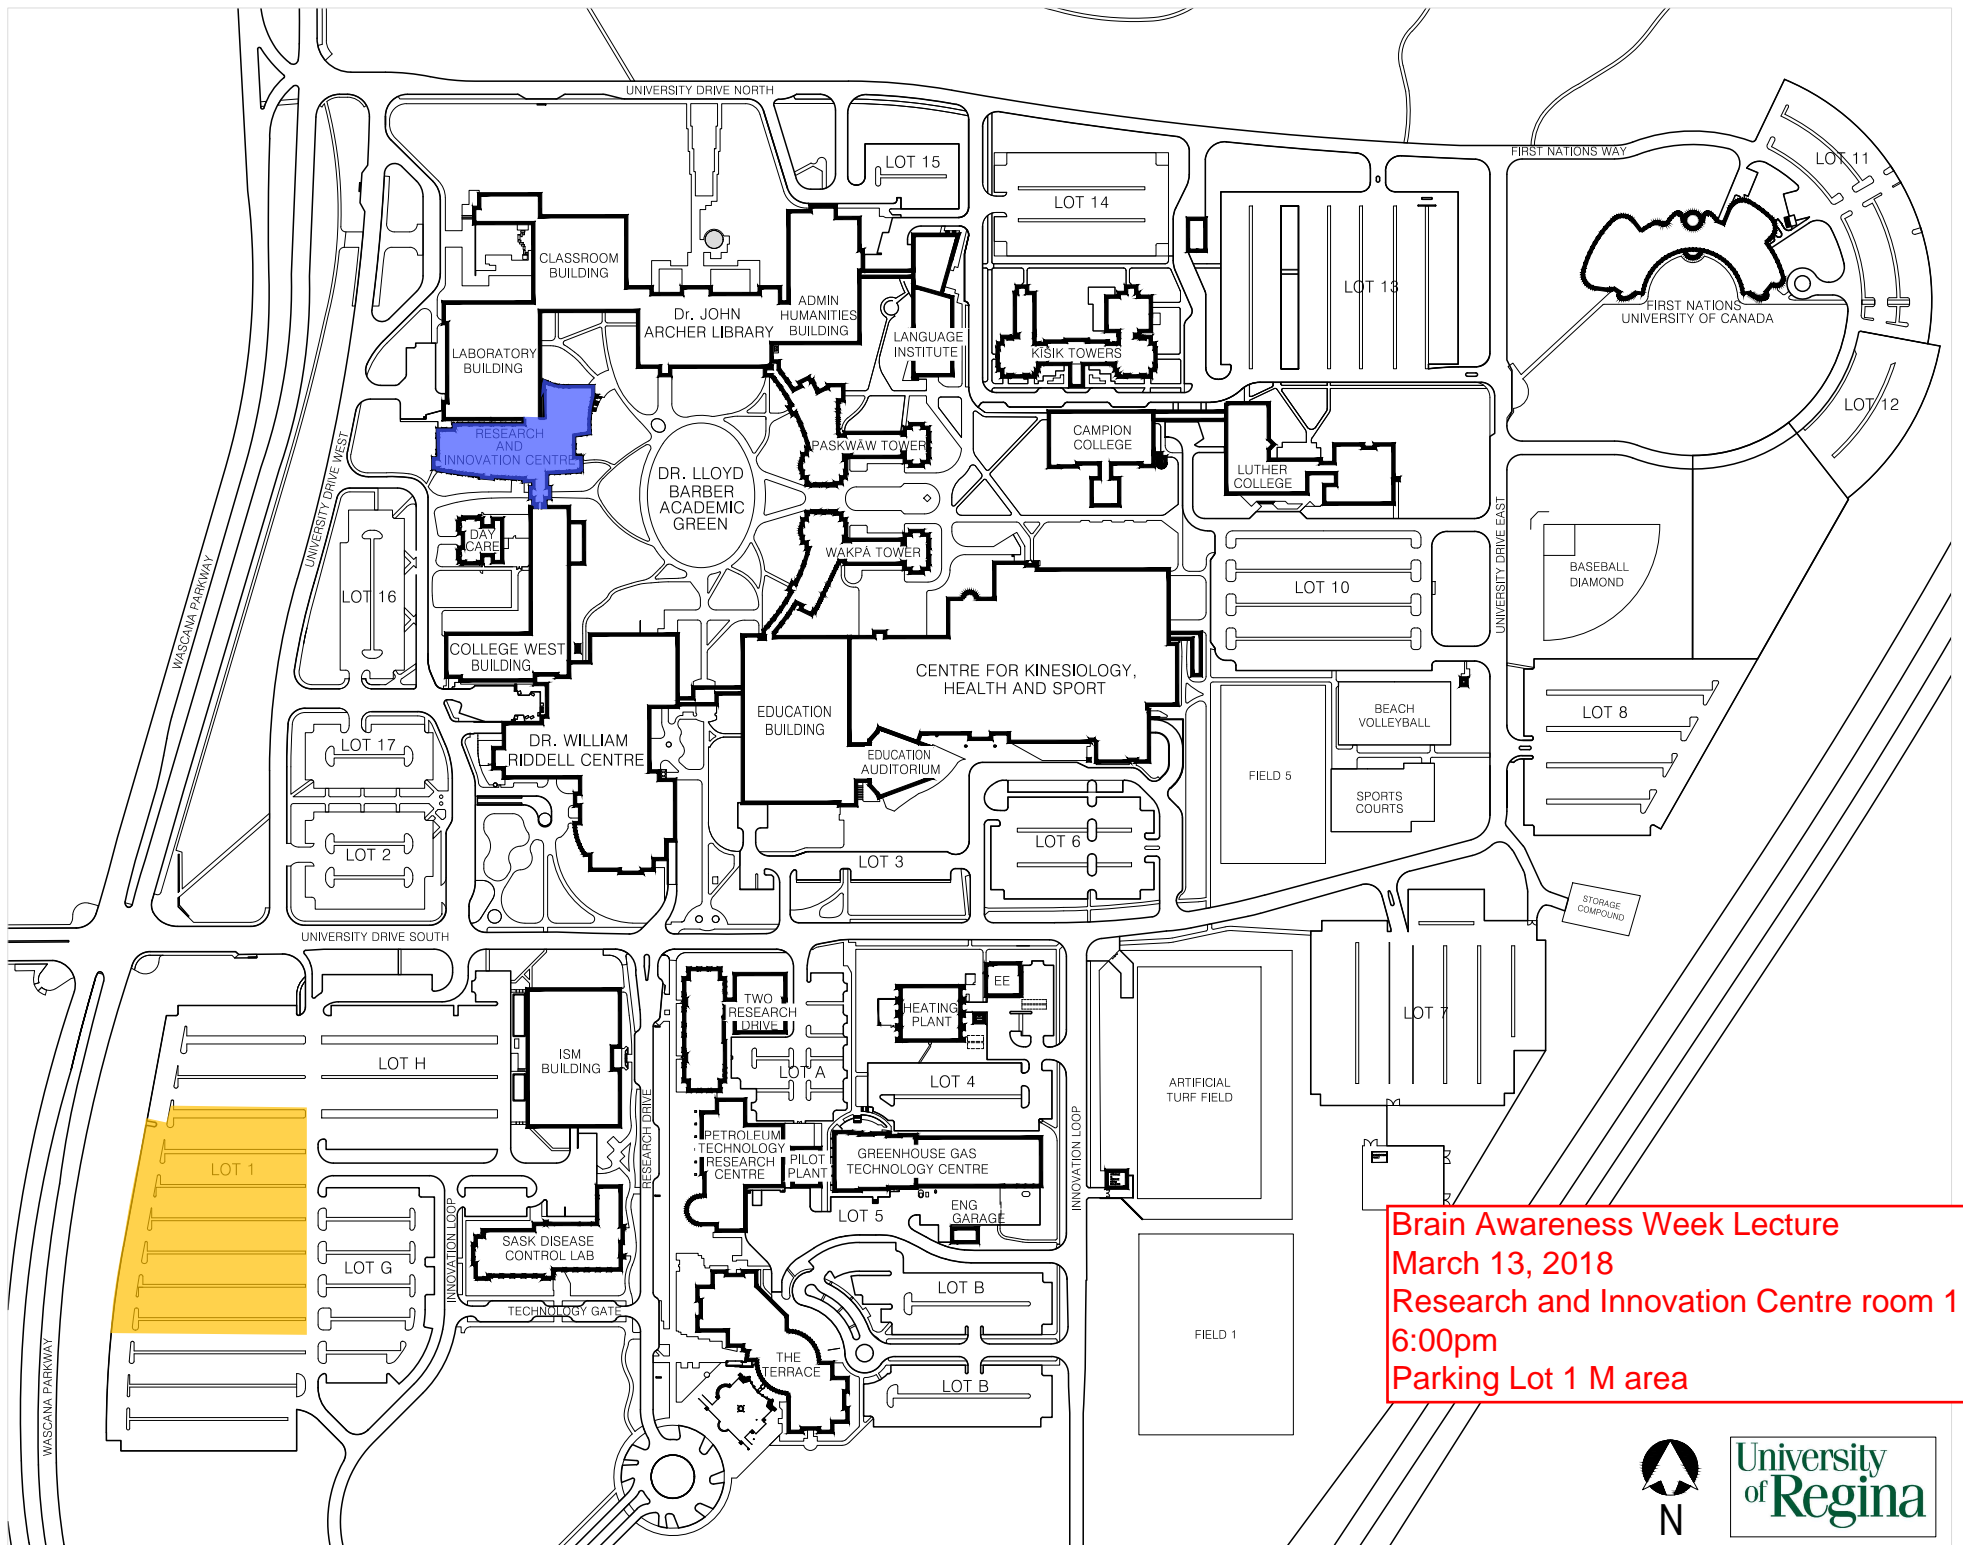 UNIVERSITY DRIVE NORTH
LOT 15
FIRST NATIONS WAY
LOT 11
LOT 14
CLASSROOM
BUILDING
LOT 13
ADMIN
HUMANITIES
BUILDING
Dr. JOHN
ARCHER LIBRARY
FIRST NATIONS
UNIVERSITY OF CANADA
LANGUAGE
INSTITUTE
KĪSIK TOWERS
LABORATORY
BUILDING
LOT 12
RESEARCH
AND
INNOVATION CENTRE
PASKWĀW TOWER
CAMPION
COLLEGE
LUTHER
COLLEGE
DR. LLOYD
BARBER
ACADEMIC
GREEN
UNIVERSITY DRIVE WEST
DAY
CARE
WAKPĀ TOWER
UNIVERSITY DRIVE EAST
BASEBALL
DIAMOND
LOT 10
LOT 16
WASCANA PARKWAY
COLLEGE WEST
BUILDING
CENTRE FOR KINESIOLOGY,
HEALTH AND SPORT
EDUCATION
BUILDING
BEACH
VOLLEYBALL
LOT 8
LOT 17
DR. WILLIAM
RIDDELL CENTRE
EDUCATION
AUDITORIUM
FIELD 5
SPORTS
COURTS
LOT 2
LOT 3
LOT 6
STORAGE
COMPOUND
UNIVERSITY DRIVE SOUTH
TWO
RESEARCH
DRIVE
EE
HEATING
PLANT
LOT 7
LOT H
ISM
BUILDING
LOT A
LOT 4
ARTIFICIAL
TURF FIELD
RESEARCH DRIVE
INNOVATION LOOP
PETROLEUM
TECHNOLOGY
RESEARCH
CENTRE
PILOT
PLANT
GREENHOUSE GAS
TECHNOLOGY CENTRE
LOT 1
LOT 5
ENG
GARAGE
INNOVATION LOOP
SASK DISEASE
CONTROL LAB
LOT G
TECHNOLOGY GATE
LOT B
FIELD 1
THE
TERRACE
LOT B
WASCANA PARKWAY
Brain Awareness Week Lecture
March 13, 2018
Research and Innovation Centre room 1
6:00pm
Parking Lot 1 M area
N
University
of Regina